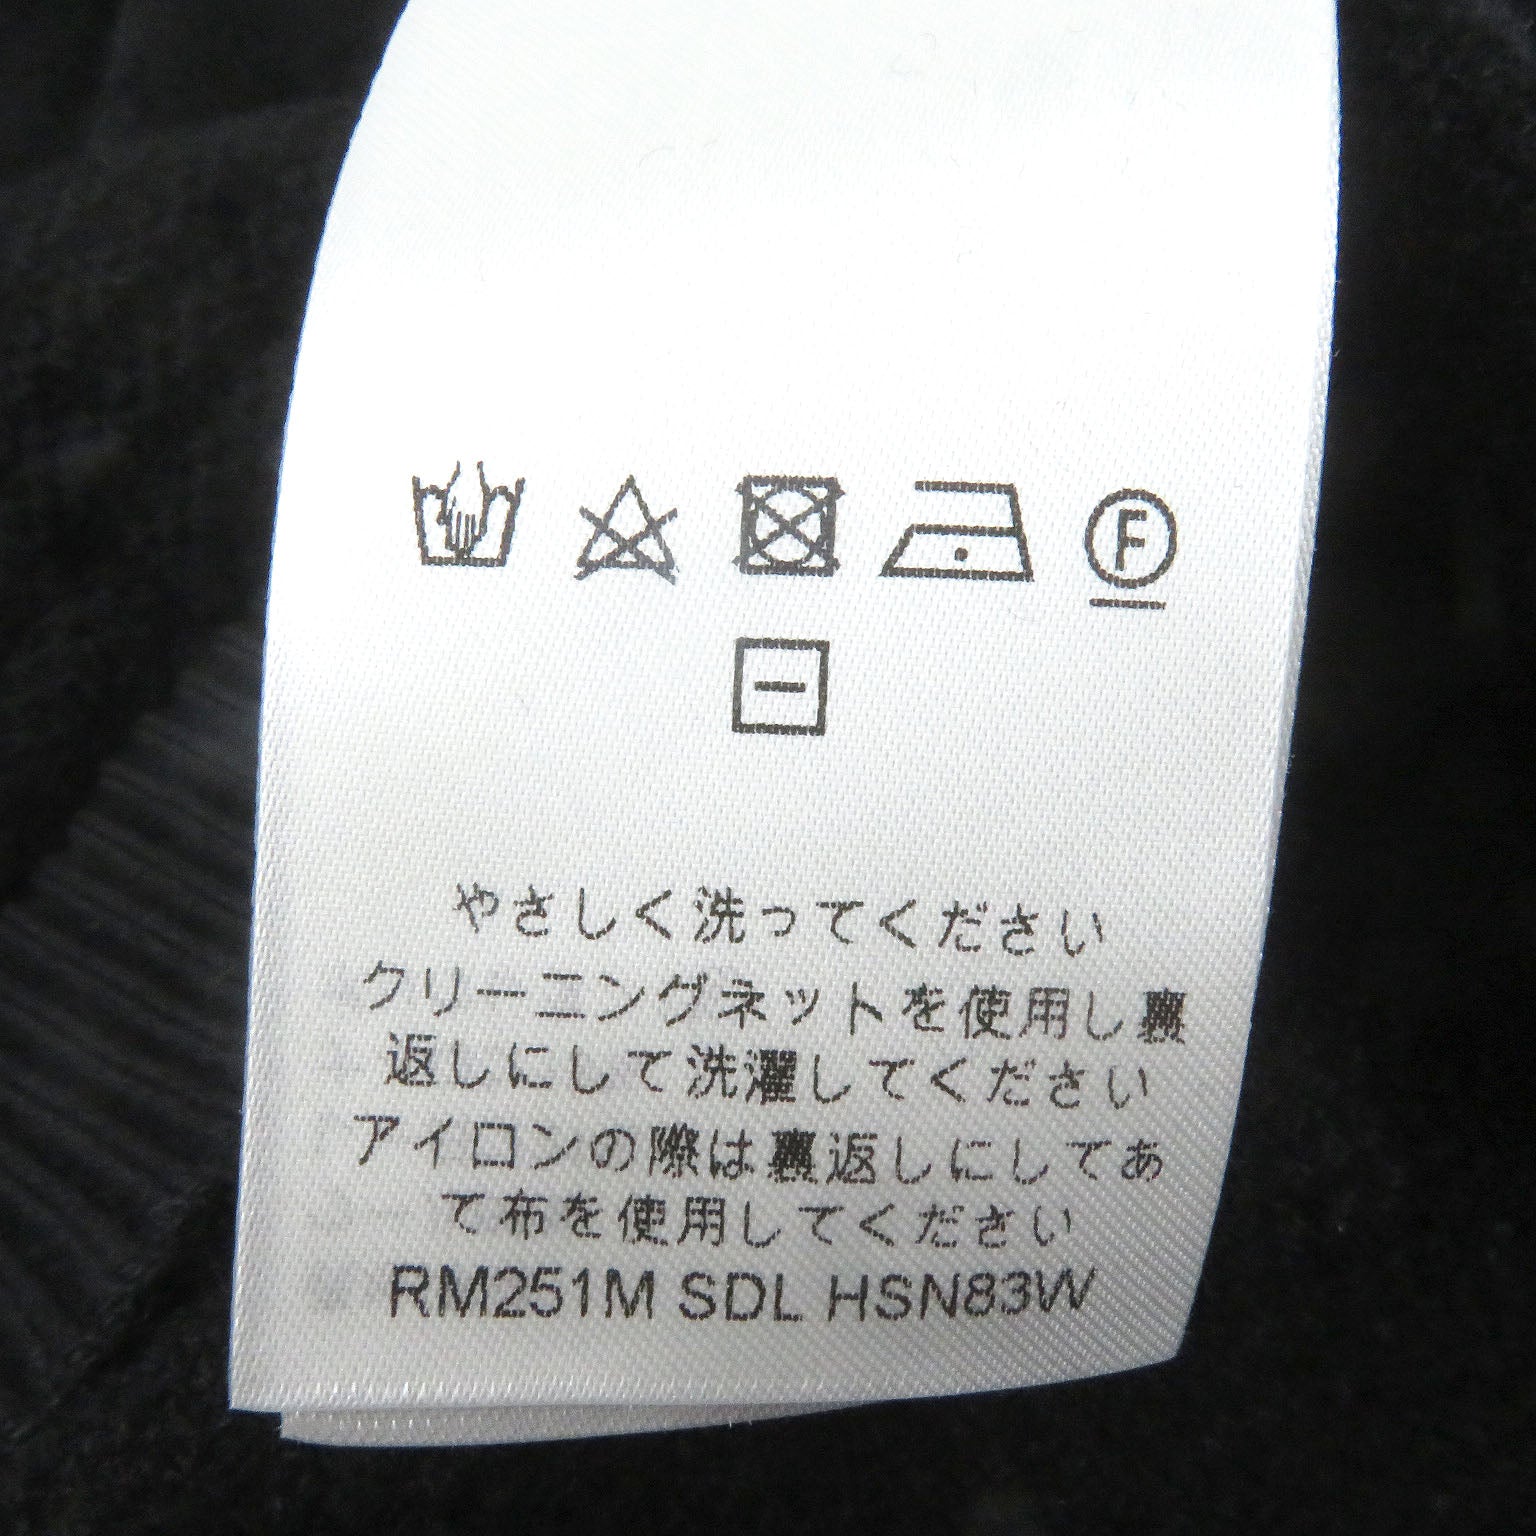 F
やさしく洗ってください
クリーニングネットを使用し裏
返しにして洗濯してください
アイロンの際は裏返しにしてあ
て布を使用してください
RM251M SDL HSN83W